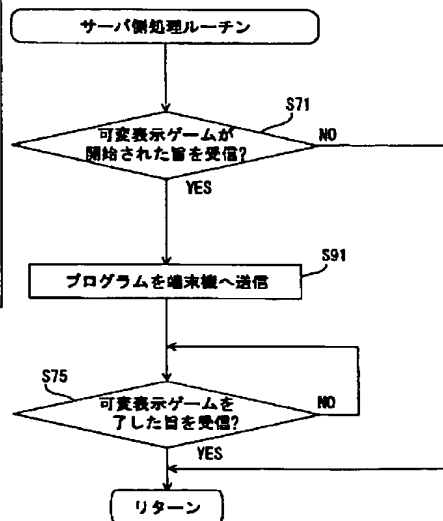 サーバ側処理ルーチン
S71
可変表示ゲームが
開始された旨を受信?
NO
YES
S91
プログラムを端末機へ送信
S75
可変表示ゲームを
了した旨を受信?
NO
YES
リターン